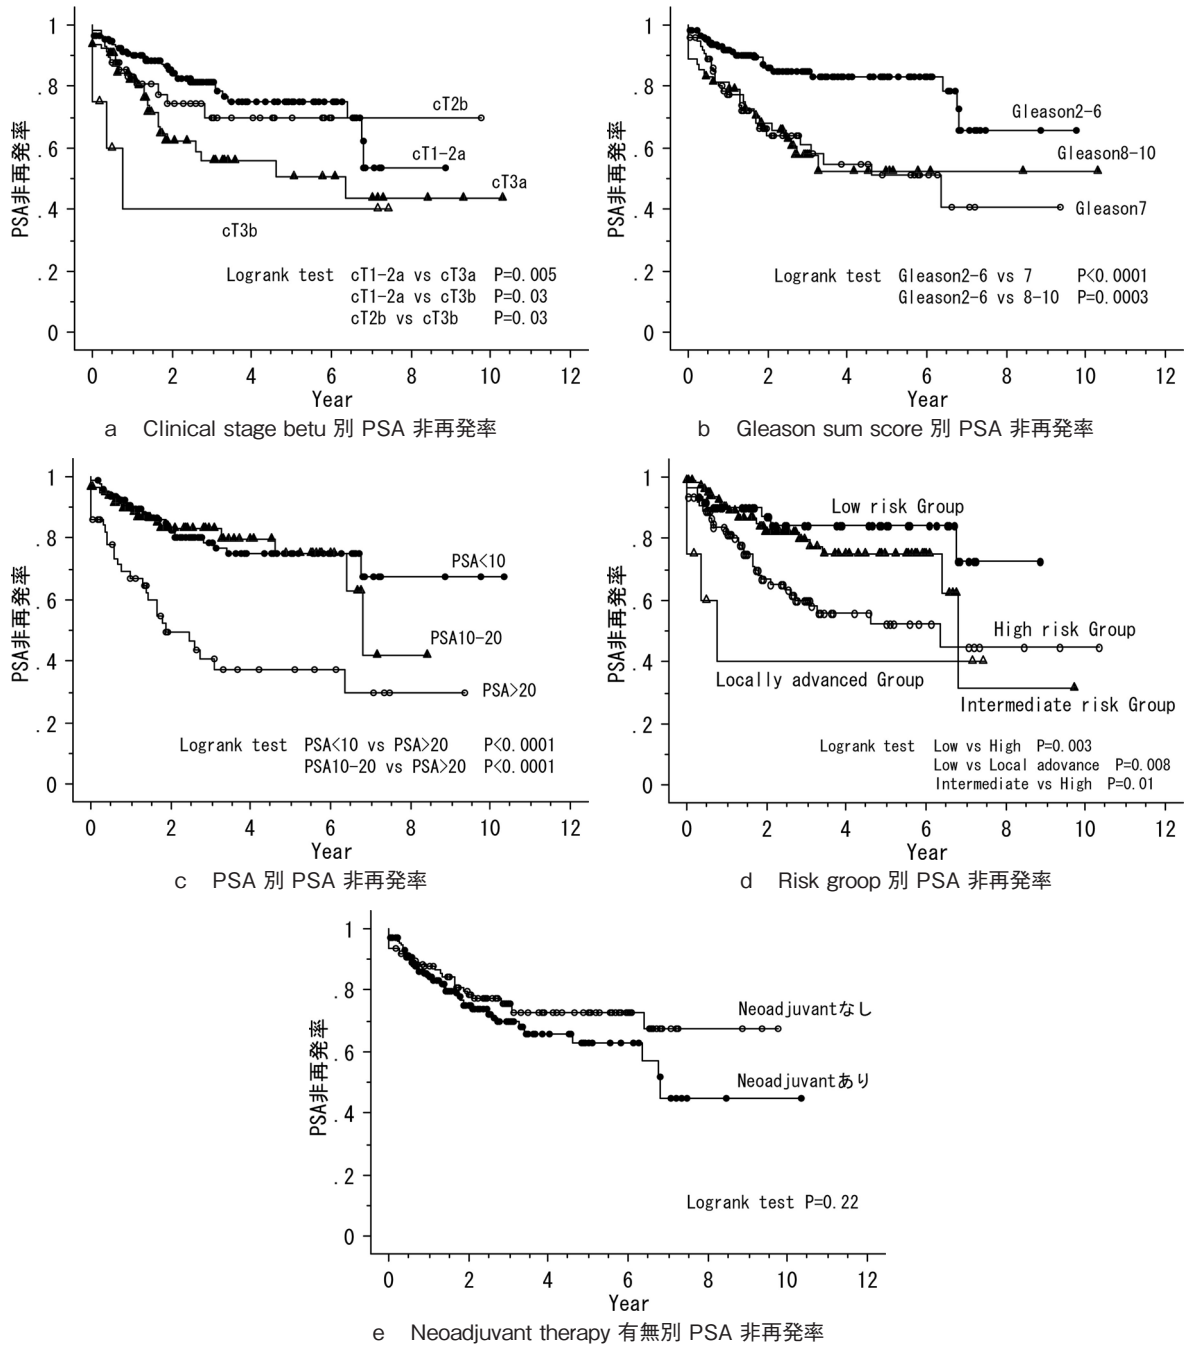 1
.8
.6
.4
.2
0
PSA非再発率
cT2b
cT1-2a
cT3a
cT3b
Logrank test cT1-2a vs cT3a P=0.005
cT1-2a vs cT3b P=0.03
cT2b vs cT3b P=0.03
0 2 4 6 8 10 12
Year
a Clinical stage betu 別 PSA 非再発率
1
.8
.6
.4
.2
0
PSA非再発率
Gleason2-6
Gleason8-10
Gleason7
Logrank test Gleason2-6 vs 7 P<0.0001
Gleason2-6 vs 8-10 P=0.0003
0 2 4 6 8 10 12
Year
b Gleason sum score 別 PSA 非再発率
1
.8
.6
.4
.2
0
PSA非再発率
PSA<10
PSA10-20
PSA>20
Logrank test PSA<10 vs PSA>20 P<0.0001
PSA10-20 vs PSA>20 P<0.0001
0 2 4 6 8 10 12
Year
c PSA 別 PSA 非再発率
1
.8
.6
.4
.2
0
PSA非再発率
Low risk Group
High risk Group
Locally advanced Group
Intermediate risk Group
Logrank test Low vs High P=0.003
Low vs Local adovance P=0.008
Intermediate vs High P=0.01
0 2 4 6 8 10 12
Year
d Risk groop 別 PSA 非再発率
1
.8
.6
.4
.2
0
PSA非再発率
Neoadjuvantなし
Neoadjuvantあり
Logrank test P=0.22
0 2 4 6 8 10 12
Year
e Neoadjuvant therapy 有無別 PSA 非再発率